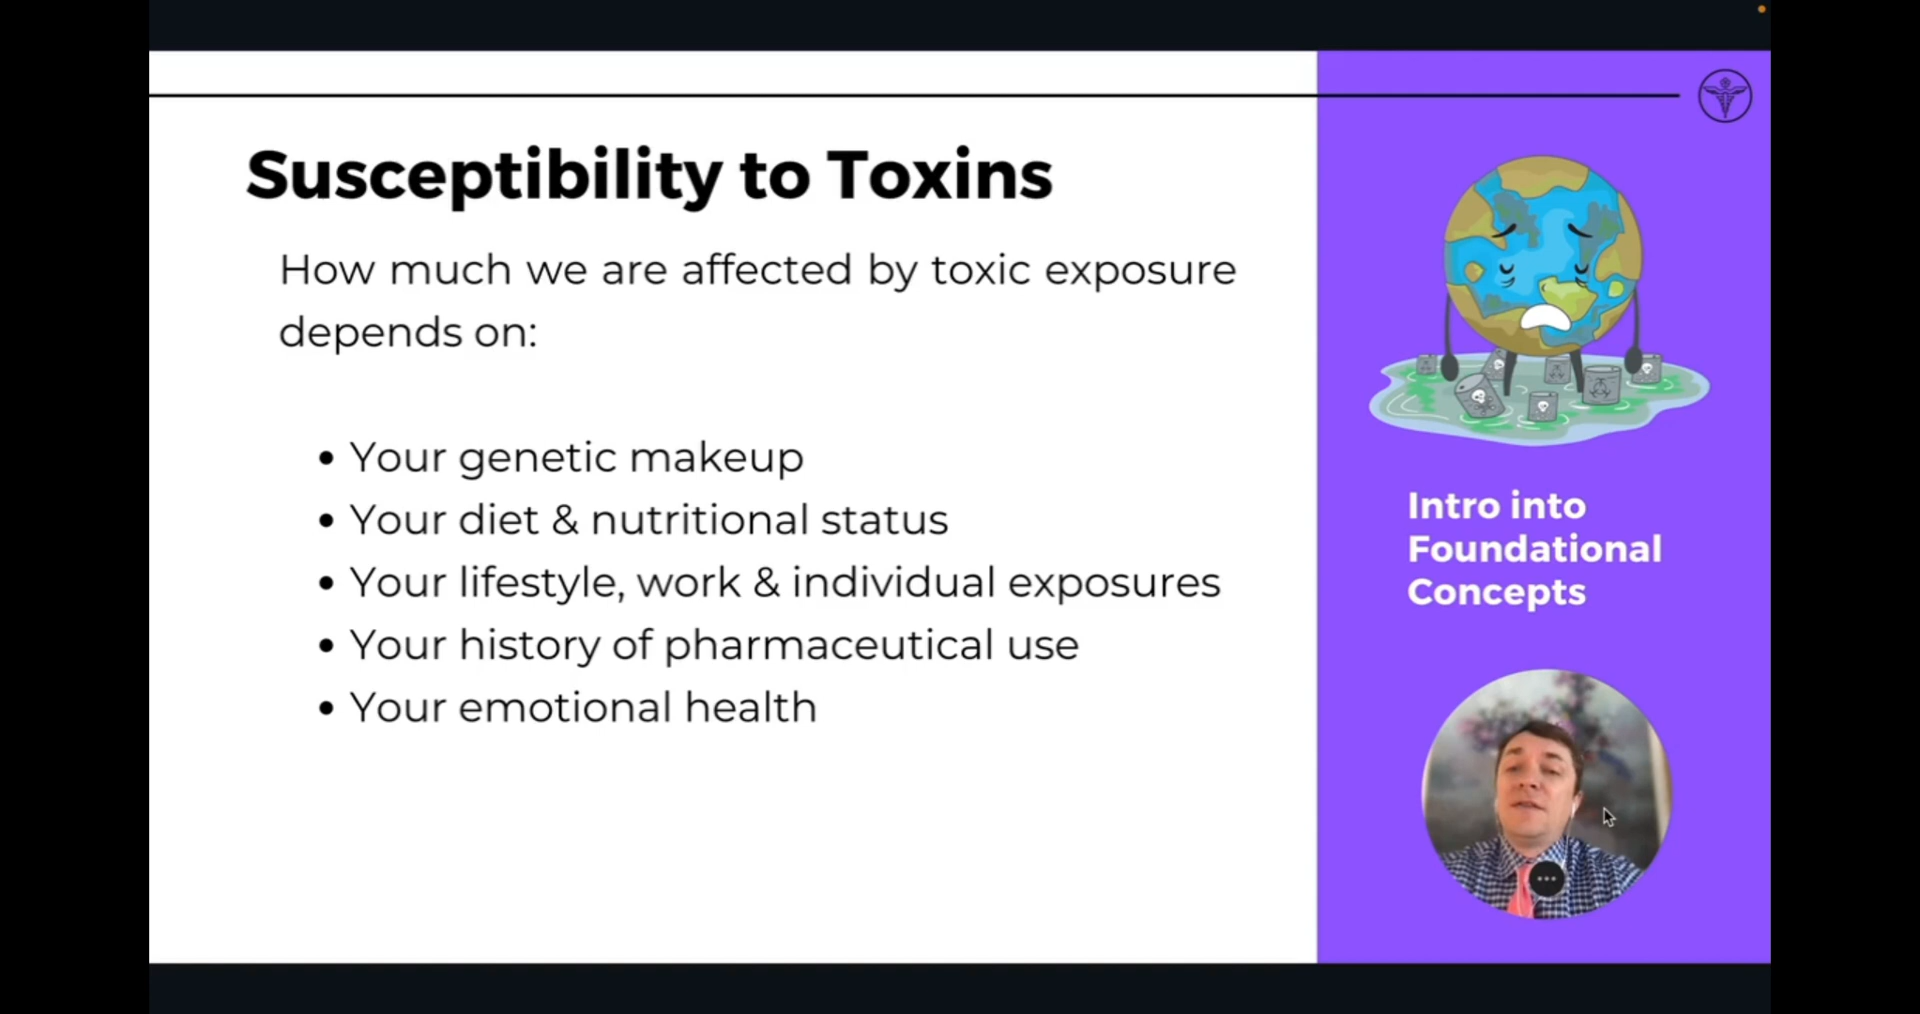 Susceptibility to Toxins
How much we are affected by toxic exposure
depends on:
• Your genetic makeup
• Your diet & nutritional status
• Your lifestyle, work & individual exposures
• Your history of pharmaceutical use
• Your emotional health
Intro into
Foundational
Concepts